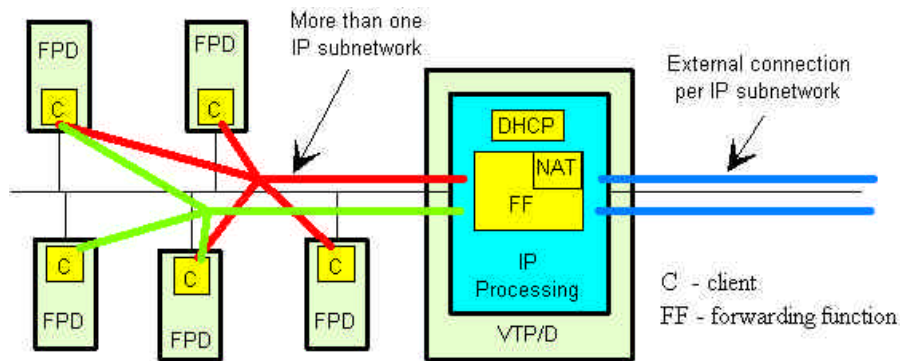 More than one
IP subnetwork
FPD
C
FPD
C
External connection
per IP subnetwork
DHCP
NAT
FF
IP
Processing
VTP/D
C
FPD
C
FPD
C
FPD
C - client
FF - forwarding function